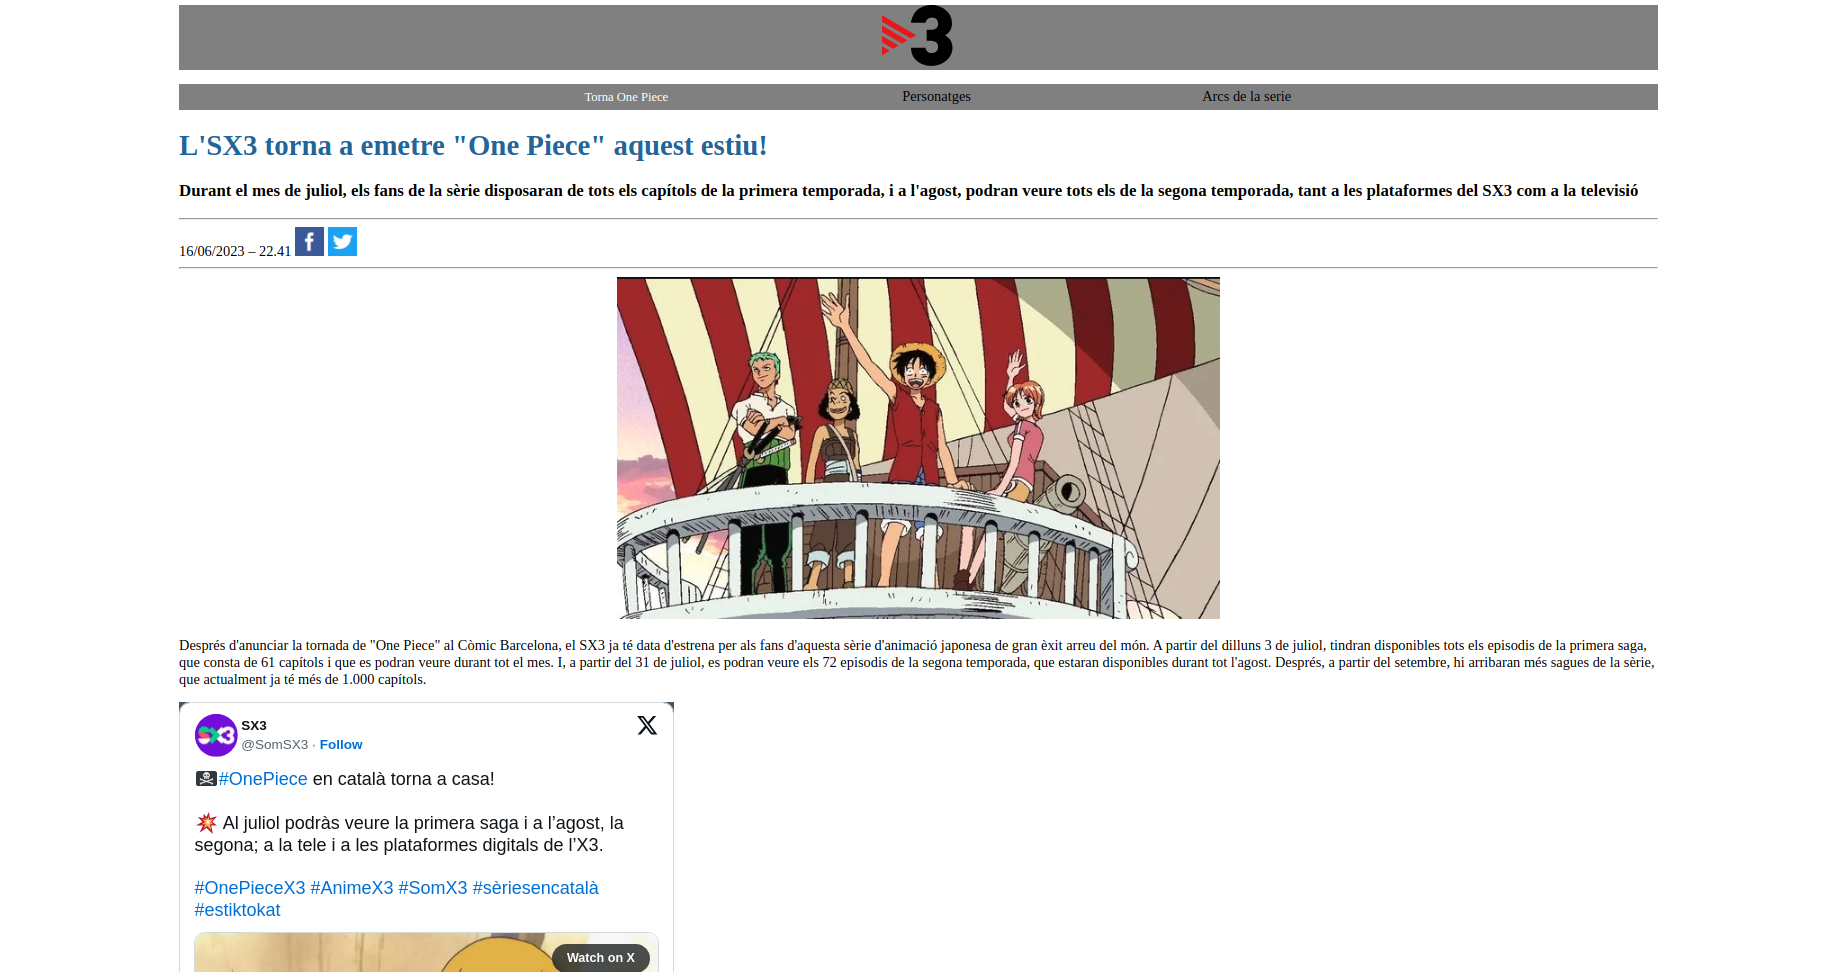 3
Torna One Piece
Personatges
Arcs de la serie
L'SX3 torna a emetre "One Piece" aquest estiu!
Durant el mes de juliol, els fans de la sèrie disposaran de tots els capítols de la primera temporada, i a l'agost, podran veure tots els de la segona temporada, tant a les plataformes del SX3 com a la televisió
16/06/2023 – 22.41
Després d'anunciar la tornada de "One Piece" al Còmic Barcelona, el SX3 ja té data d'estrena per als fans d'aquesta sèrie d'animació japonesa de gran èxit arreu del món. A partir del dilluns 3 de juliol, tindran disponibles tots els episodis de la primera saga,
que consta de 61 capítols i que es podran veure durant tot el mes. I, a partir del 31 de juliol, es podran veure els 72 episodis de la segona temporada, que estaran disponibles durant tot l'agost. Després, a partir del setembre, hi arribaran més sagues de la sèrie,
que actualment ja té més de 1.000 capítols.
SX3
SX3
@SomSX3 · Follow
#OnePiece en català torna a casa!
Al juliol podràs veure la primera saga i a l’agost, la
segona; a la tele i a les plataformes digitals de l’X3.
#OnePieceX3 #AnimeX3 #SomX3 #sèriesencatalà
#estiktokat
Watch on X